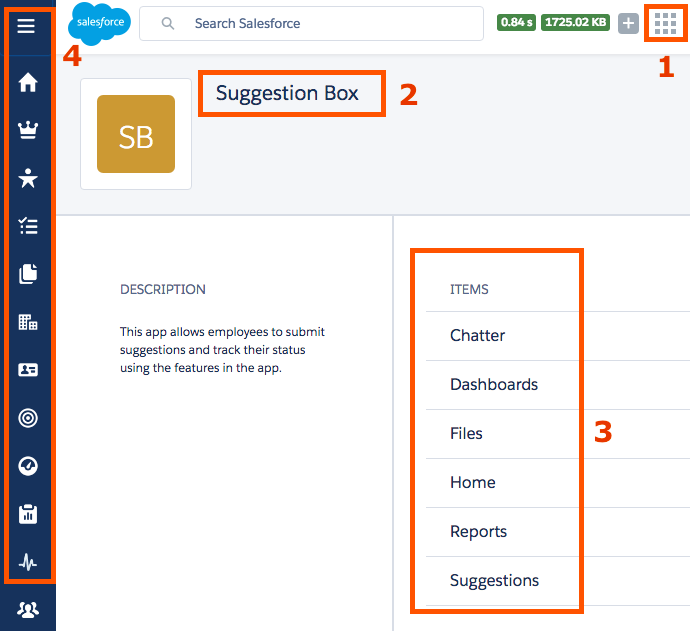 salesforce
Search Salesforce
0.84 s
1725.02 KB
1
4
Suggestion Box
2
SB
DESCRIPTION
This app allows employees to submit
suggestions and track their status
using the features in the app.
ITEMS
Chatter
Dashboards
Files
3
Home
Reports
Suggestions